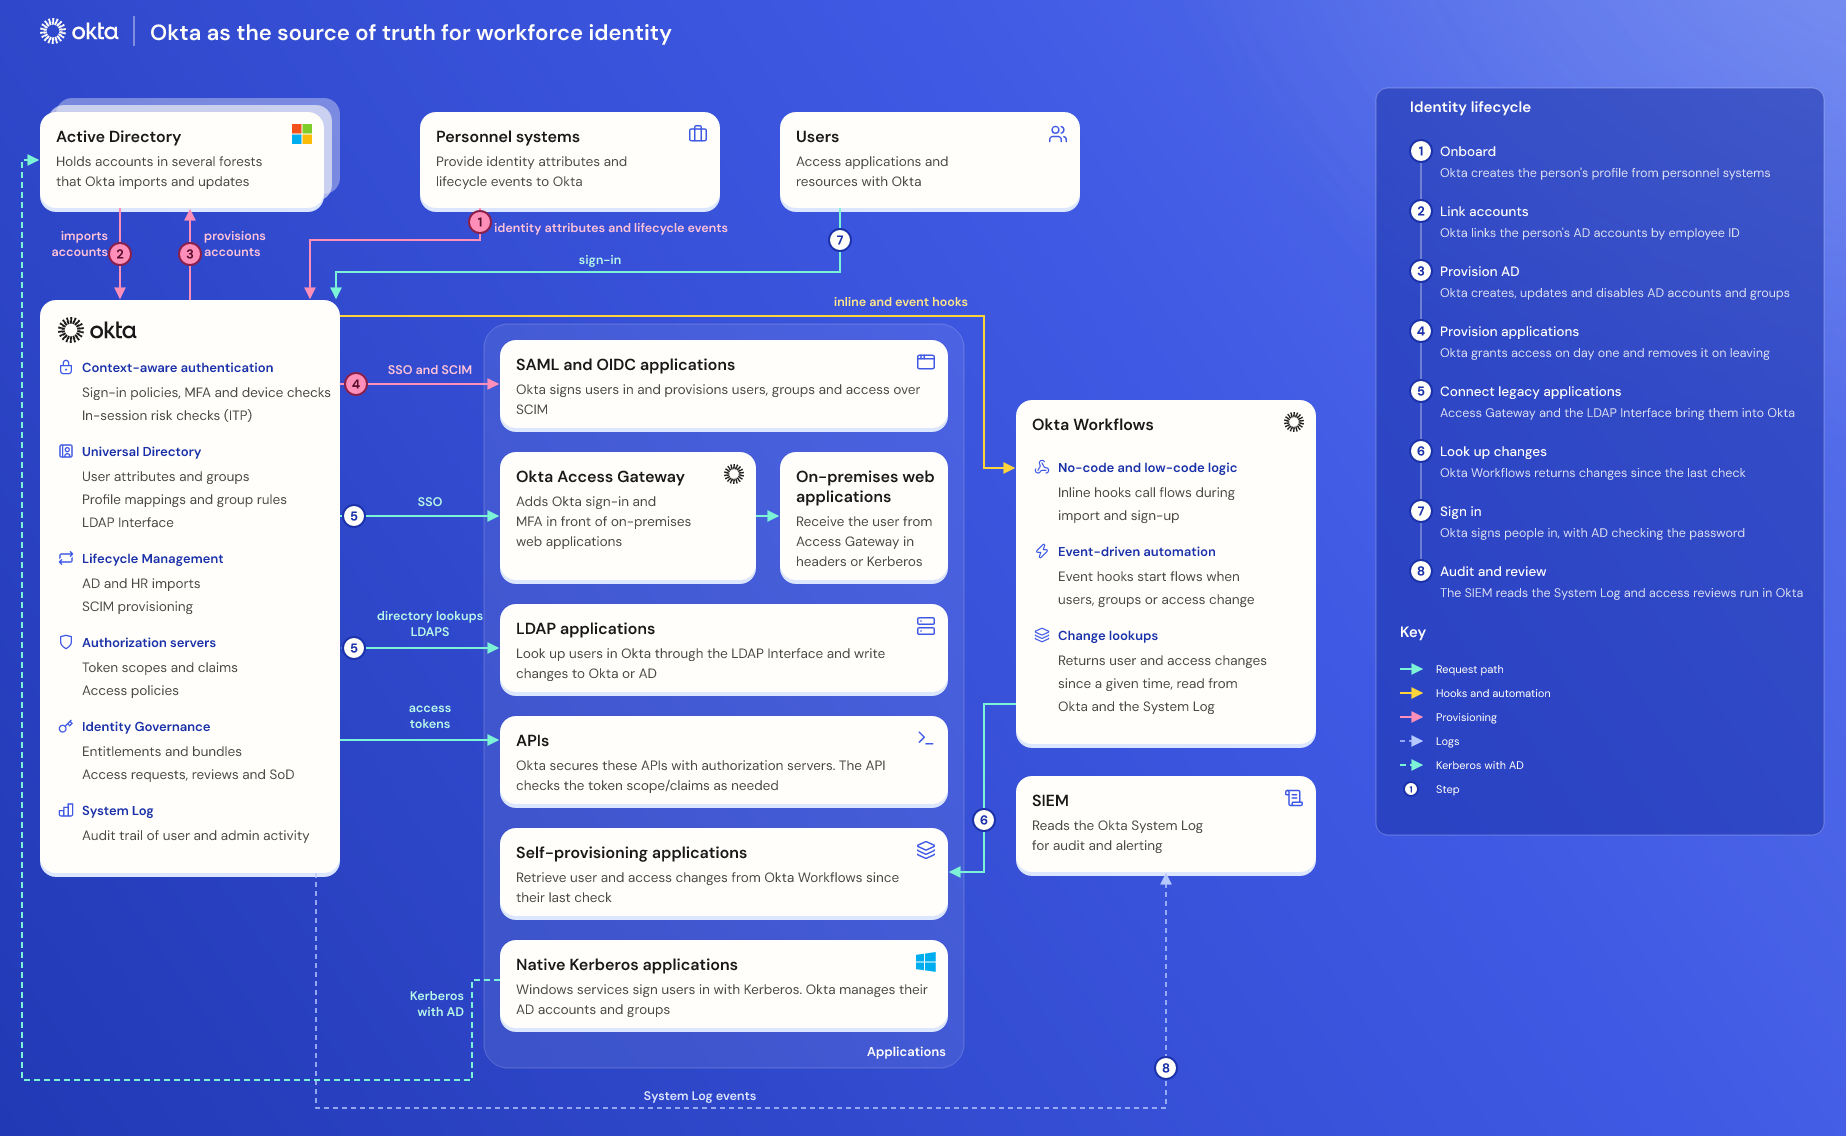 okta
Okta as the source of truth for workforce identity
Active Directory
Holds accounts in several forests
that Okta imports and updates
Personnel systems
Provide identity attributes and
lifecycle events to Okta
Users
Access applications and
resources with Okta
imports
accounts
2
3
provisions
accounts
1
identity attributes and lifecycle events
7
sign-in
inline and event hooks
okta
Context-aware authentication
Sign-in policies, MFA and device checks
In-session risk checks (ITP)
Universal Directory
User attributes and groups
Profile mappings and group rules
LDAP Interface
Lifecycle Management
AD and HR imports
SCIM provisioning
Authorization servers
Token scopes and claims
Access policies
Identity Governance
Entitlements and bundles
Access requests, reviews and SoD
System Log
Audit trail of user and admin activity
4
SSO and SCIM
5
SSO
5
directory lookups
LDAPS
access
tokens
SAML and OIDC applications
Okta signs users in and provisions users, groups and access over
SCIM
Okta Access Gateway
Adds Okta sign-in and
MFA in front of on-premises
web applications
On-premises web
applications
Receive the user from
Access Gateway in
headers or Kerberos
LDAP applications
Look up users in Okta through the LDAP Interface and write
changes to Okta or AD
APIs
Okta secures these APIs with authorization servers. The API
checks the token scope/claims as needed
Self-provisioning applications
Retrieve user and access changes from Okta Workflows since
their last check
Native Kerberos applications
Windows services sign users in with Kerberos. Okta manages their
AD accounts and groups
Applications
Kerberos
with AD
System Log events
Okta Workflows
No-code and low-code logic
Inline hooks call flows during
import and sign-up
Event-driven automation
Event hooks start flows when
users, groups or access change
Change lookups
Returns user and access changes
since a given time, read from
Okta and the System Log
6
SIEM
Reads the Okta System Log
for audit and alerting
8
Identity lifecycle
1 Onboard
Okta creates the person's profile from personnel systems
2 Link accounts
Okta links the person's AD accounts by employee ID
3 Provision AD
Okta creates, updates and disables AD accounts and groups
4 Provision applications
Okta grants access on day one and removes it on leaving
5 Connect legacy applications
Access Gateway and the LDAP Interface bring them into Okta
6 Look up changes
Okta Workflows returns changes since the last check
7 Sign in
Okta signs people in, with AD checking the password
8 Audit and review
The SIEM reads the System Log and access reviews run in Okta
Key
Request path
Hooks and automation
Provisioning
Logs
Kerberos with AD
1 Step